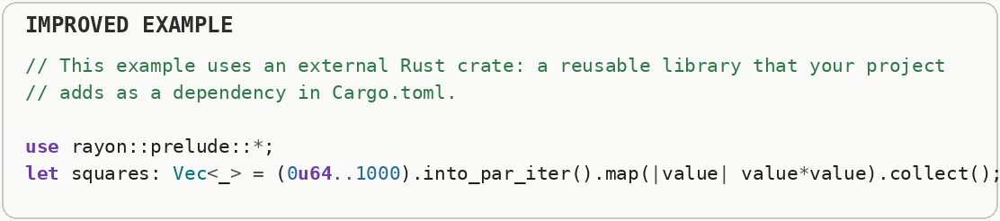 IMPROVED EXAMPLE
// This example uses an external Rust crate: a reusable library that your project
// adds as a dependency in Cargo.toml.
use rayon::prelude::*;
let squares: Vec<_> = (0u64..1000).into_par_iter().map(|value| value*value).collect();